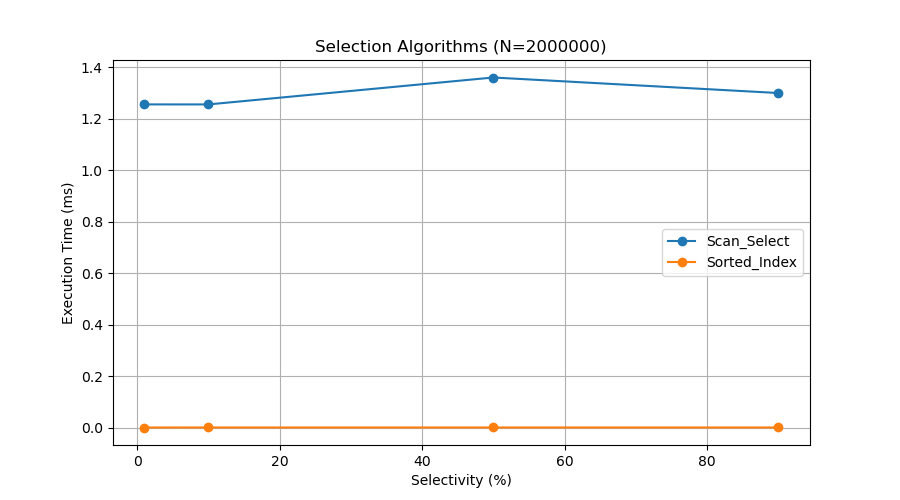 Selection Algorithms (N=2000000)
Execution Time (ms)
1.4
1.2
1.0
0.8
0.6
0.4
0.2
0.0
Scan_Select
Sorted_Index
0 20 40 60 80
Selectivity (%)